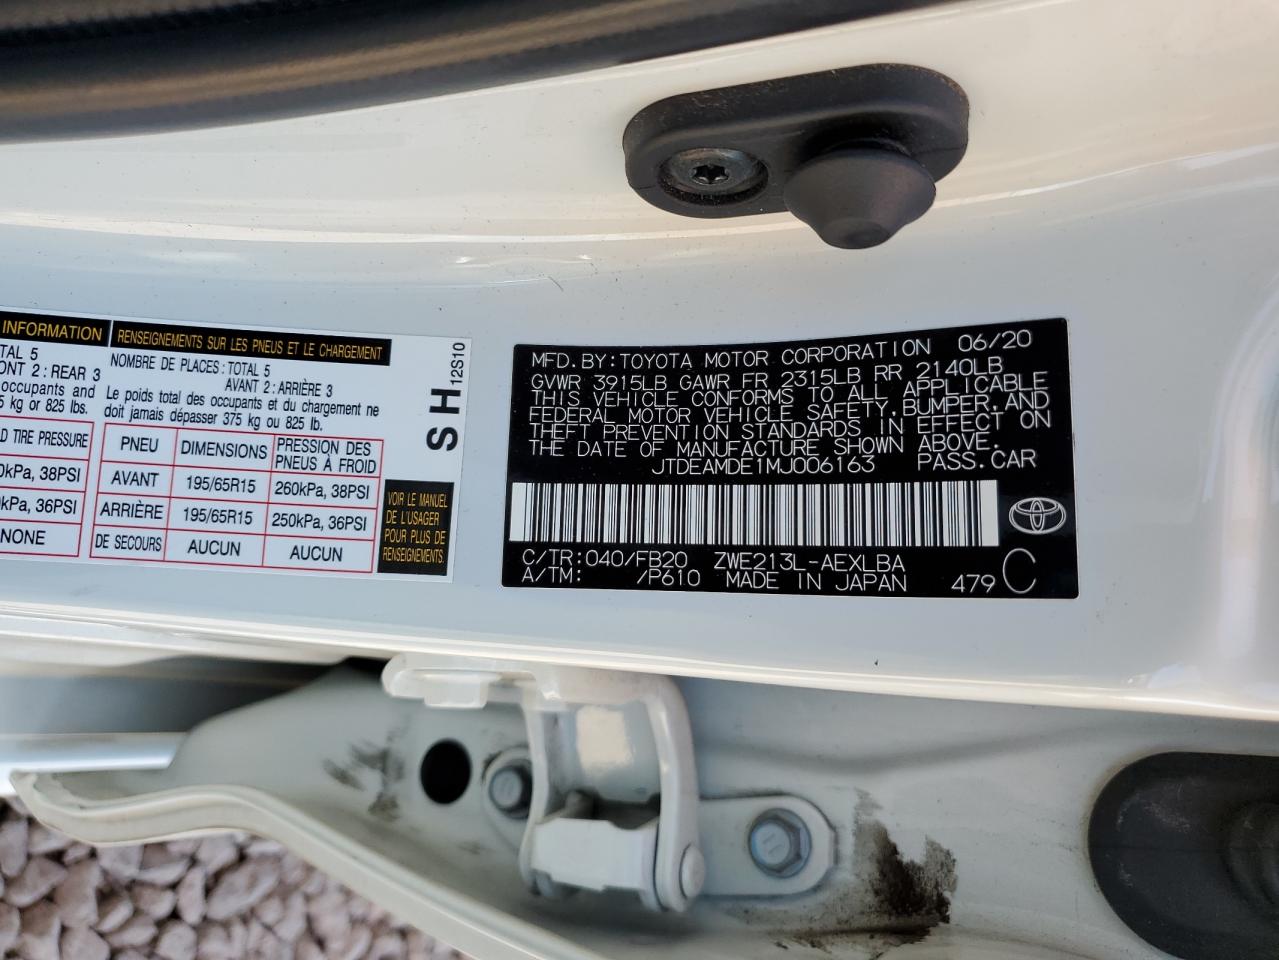 INFORMATION
TAL 5
ONT 2: REAR 3
occupants and
5 kg or 825 lbs.
D TIRE PRESSURE
0kPa, 38PSI
0kPa, 36PSI
NONE
RENSEIGNEMENTS SUR LES PNEUS ET LE CHARGEMENT
NOMBRE DE PLACES: TOTAL 5
AVANT 2: ARRIÈRE 3
Le poids total des occupants et du chargement ne
doit jamais dépasser 375 kg ou 825 lb.
PNEU DIMENSIONS PRESSION DES PNEUS À FROID
AVANT 195/65R15 260kPa, 38PSI
ARRIÈRE 195/65R15 250kPa, 36PSI
DE SECOURS AUCUN AUCUN
SH
12S10
VOIR LE MANUEL
DE L'USAGER
POUR PLUS DE
RENSEIGNEMENTS.
MFD.BY:TOYOTA MOTOR CORPORATION 06/20
GVWR 3915LB GAWR FR 2315LB RR 2140LB
THIS VEHICLE CONFORMS TO ALL APPLICABLE
FEDERAL MOTOR VEHICLE SAFETY,BUMPER,AND
THEFT PREVENTION STANDARDS IN EFFECT ON
THE DATE OF MANUFACTURE SHOWN ABOVE.
JTDEAMDE1MJ006163 PASS.CAR
C/TR:040/FB20 ZWE213L-AEXLBA
A/TM: /P610 MADE IN JAPAN 479 C